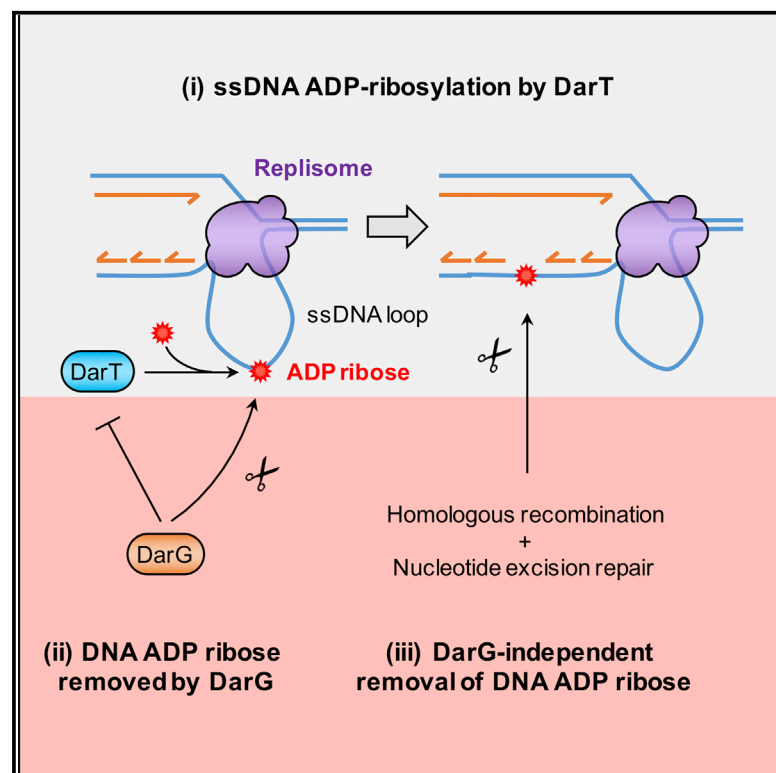 (i) ssDNA ADP-ribosylation by DarT
Replisome
ssDNA loop
DarT
ADP ribose
DarG
Homologous recombination
+
Nucleotide excision repair
(ii) DNA ADP ribose
removed by DarG
(iii) DarG-independent
removal of DNA ADP ribose